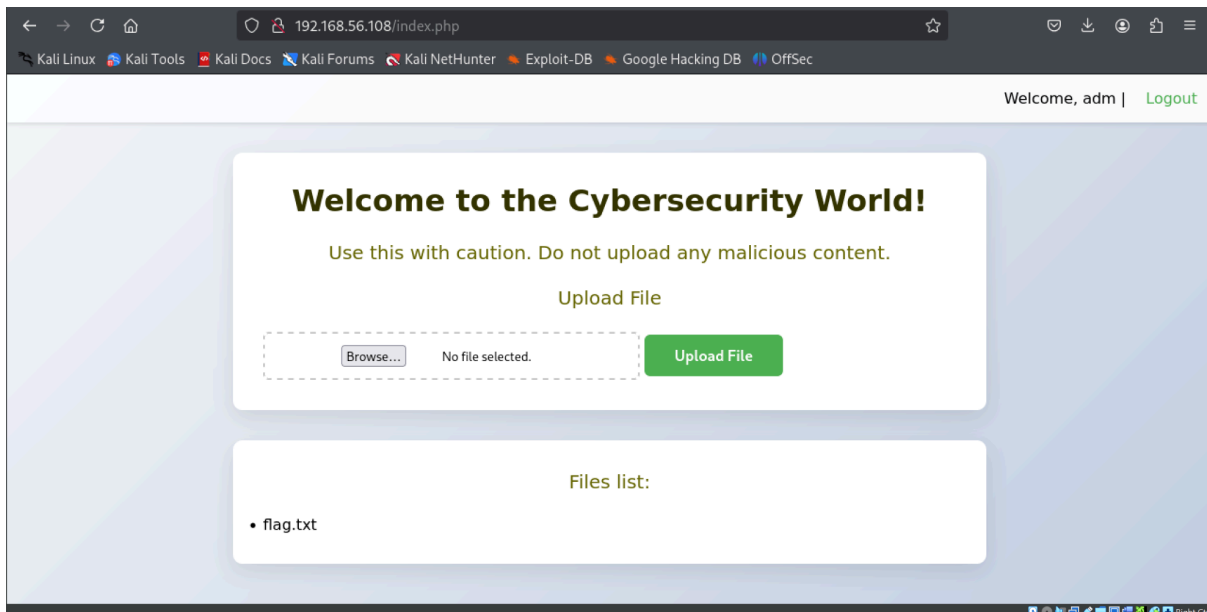 192.168.56.108/index.php
Kali Linux Kali Tools Kali Docs Kali Forums Kali NetHunter Exploit-DB Google Hacking DB OffSec
Welcome, adm | Logout
Welcome to the Cybersecurity World!
Use this with caution. Do not upload any malicious content.
Upload File
Browse... No file selected. Upload File
Files list:
• flag.txt